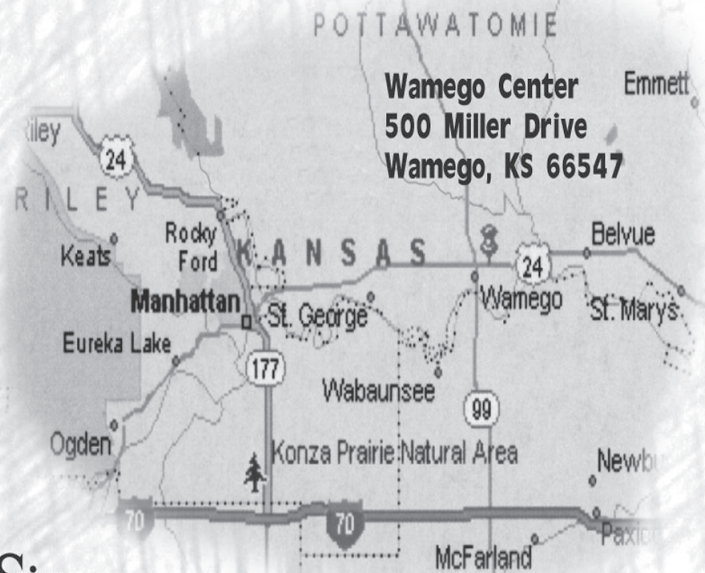 POTTAWATOMIE
Wamego Center
500 Miller Drive
Wamego, KS 66547
Emmett
24
RILEY
Rocky
Ford
KANSAS
Belvue
Keats
24
Manhattan
St. George
Wamego
St. Marys
Eureka Lake
177
Wabaunsee
99
Ogden
Konza Prairie Natural Area
70
70
McFarland